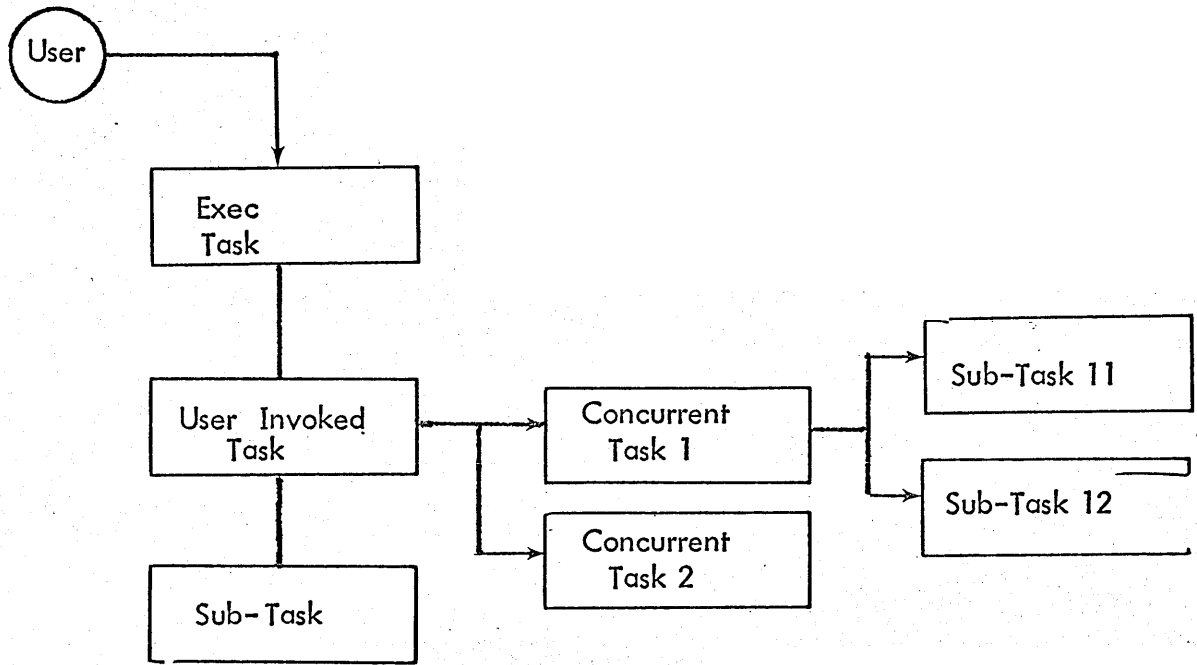 User
Exec
Task
User Invoked
Task
Sub-Task
Concurrent
Task 1
Concurrent
Task 2
Sub-Task 11
Sub-Task 12